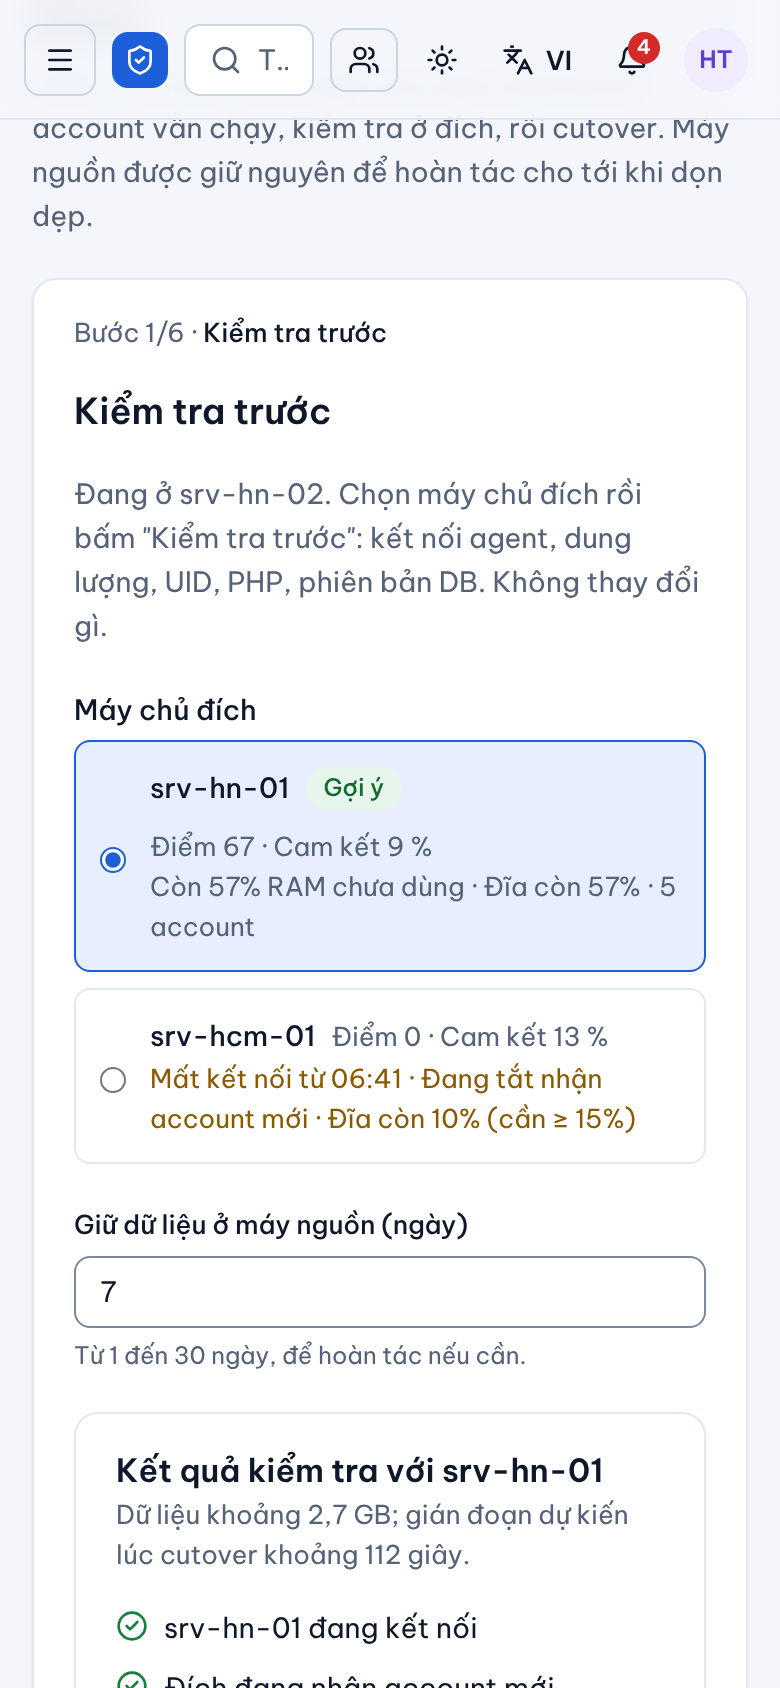 T..
VI
4
HT
account vẫn chạy, kiểm tra ở đích, rồi cutover. Máy
nguồn được giữ nguyên để hoàn tác cho tới khi dọn
dẹp.
Bước 1/6 · Kiểm tra trước
Kiểm tra trước
Đang ở srv-hn-02. Chọn máy chủ đích rồi
bấm "Kiểm tra trước": kết nối agent, dung
lượng, UID, PHP, phiên bản DB. Không thay đổi
gì.
Máy chủ đích
srv-hn-01 Gợi ý
Điểm 67 · Cam kết 9 %
Còn 57% RAM chưa dùng · Đĩa còn 57% · 5
account
srv-hcm-01 Điểm 0 · Cam kết 13 %
Mất kết nối từ 06:41 · Đang tắt nhận
account mới · Đĩa còn 10% (cần ≥ 15%)
Giữ dữ liệu ở máy nguồn (ngày)
7
Từ 1 đến 30 ngày, để hoàn tác nếu cần.
Kết quả kiểm tra với srv-hn-01
Dữ liệu khoảng 2,7 GB; gián đoạn dự kiến
lúc cutover khoảng 112 giây.
srv-hn-01 đang kết nối
Đích đang nhận account mới